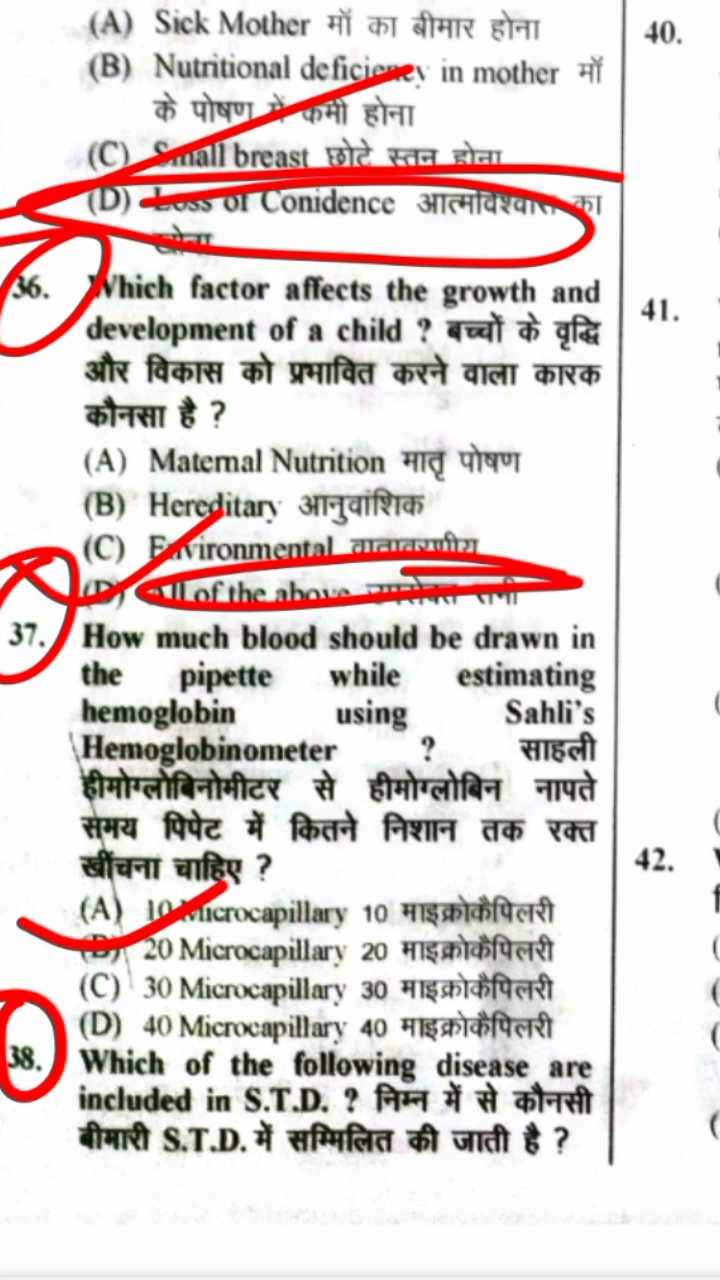 (A) Sick Mother माँ का बीमार होना
(B) Nutritional deficiency in mother माँ
के पोषण में कमी होना
(C) Small breast छोटे स्तन होना
(D) Loss of Conidence आत्मविश्वास का
खोना
36. Which factor affects the growth and
development of a child ? बच्चों के वृद्धि
और विकास को प्रभावित करने वाला कारक
कौनसा है ?
(A) Maternal Nutrition मातृ पोषण
(B) Hereditary आनुवांशिक
(C) Environmental वातावरणीय
(D) All of the above उपरोक्त सभी
37. How much blood should be drawn in
the pipette while estimating
hemoglobin using Sahli's
Hemoglobinometer ? साहली
हीमोग्लोबिनोमीटर से हीमोग्लोबिन नापते
समय पिपेट में कितने निशान तक रक्त
खींचना चाहिए ?
(A) 10 Microcapillary 10 माइक्रोकैपिलरी
(B) 20 Microcapillary 20 माइक्रोकैपिलरी
(C) 30 Microcapillary 30 माइक्रोकैपिलरी
(D) 40 Microcapillary 40 माइक्रोकैपिलरी
38. Which of the following disease are
included in S.T.D. ? निम्न में से कौनसी
बीमारी S.T.D. में सम्मिलित की जाती है ?
40.
41.
42.